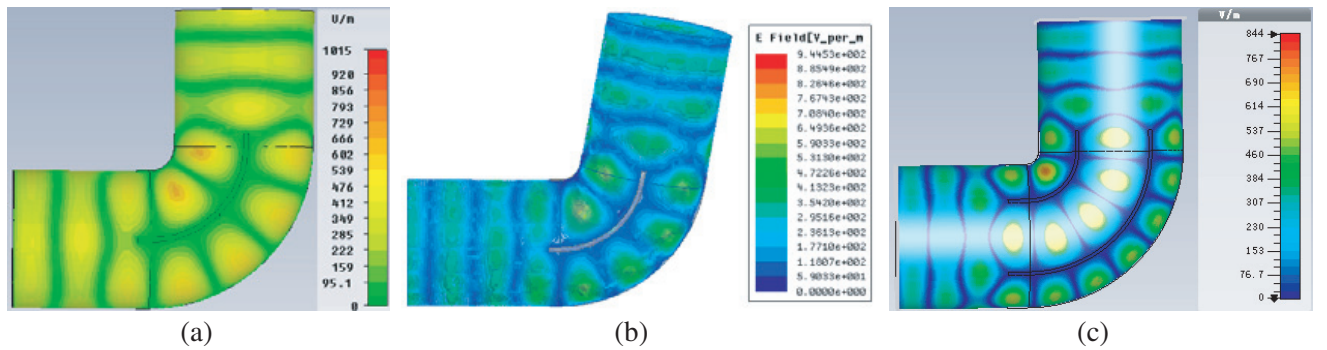 V/m
1015
920
856
793
729
666
602
539
476
412
349
285
222
159
95.1
0
(a)
E Field[V_per_m
9.4453e+002
8.8549e+002
8.2646e+002
7.6743e+002
7.0840e+002
6.4936e+002
5.9033e+002
5.3130e+002
4.7226e+002
4.1323e+002
3.5420e+002
2.9516e+002
2.3613e+002
1.7710e+002
1.1807e+002
5.9033e+001
0.0000e+000
(b)
V/m
844
767
690
614
537
460
384
307
230
153
76.7
0
(c)